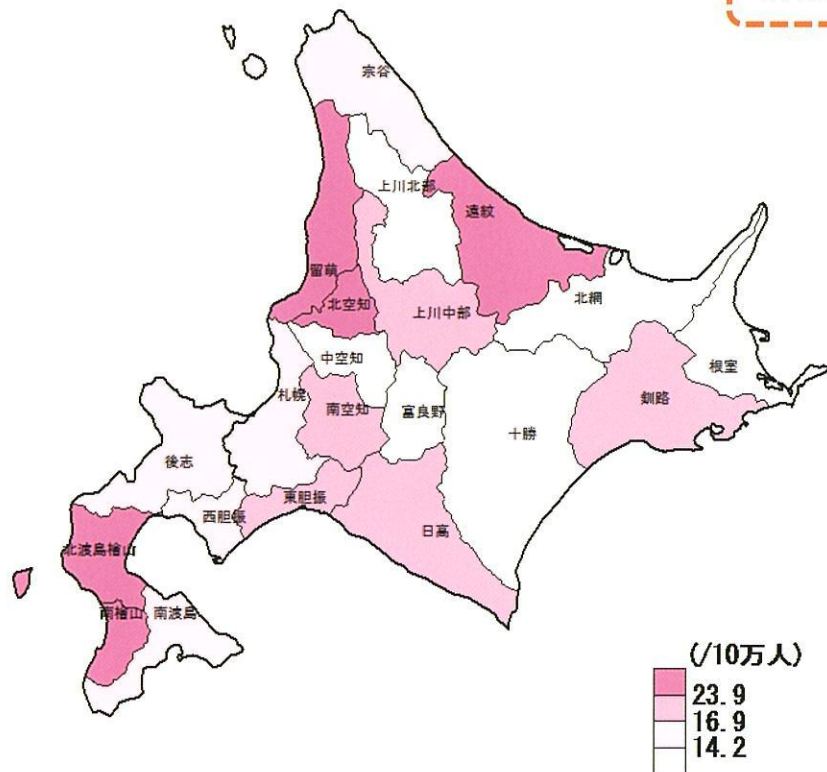 宗谷
上川北部
遠紋
留萌
北空知
上川中部
北網
中空知
根室
札幌
南空知
富良野
釧路
十勝
後志
東胆振
西胆振
日高
北波島檜山
南檜山
南波島
(/10万人)
23.9
16.9
14.2